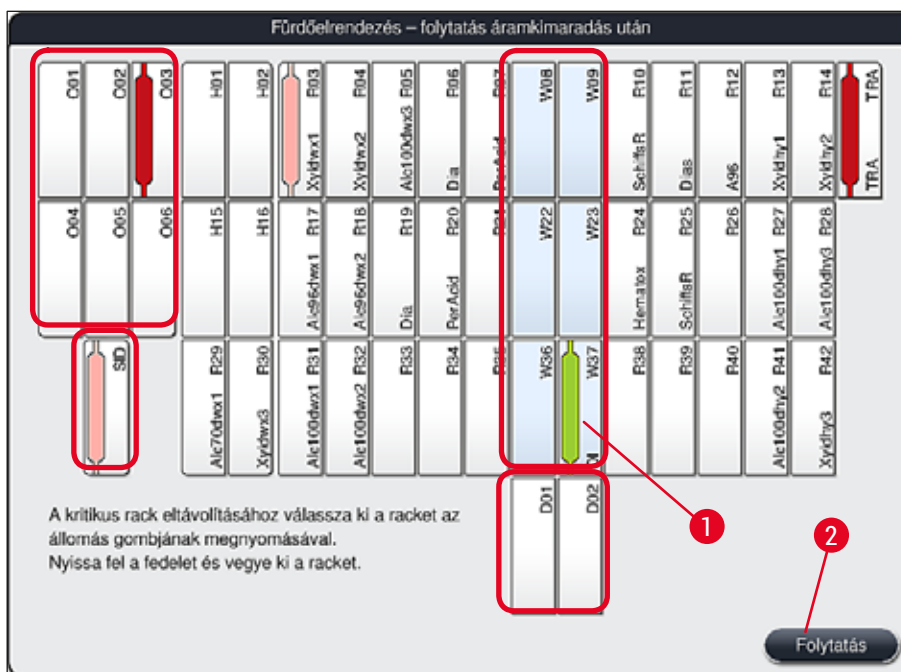 Fürdőelrendezés – folytatás áramkimaradás után
O01
O02
O03
H01
H02
Xyldwx1 R03
Xyldwx2 R04
Alc100dwx3 R05
Dia R06
PerAcid R07
W08
W09
SchiffsR R10
Dias R11
A96 R12
Xyldhy1 R13
Xyldhy2 R14
TRA TRA
O04
O05
O06
H15
H16
Alc96dwx1 R17
Alc96dwx2 R18
Dia R19
PerAcid R20
R21
W22
W23
Hematox R24
SchiffsR R25
R26
Alc100dhy1 R27
Alc100dhy3 R28
SID
Alc70dwx1 R29
Xyldwx3 R30
Alc100dwx1 R31
Alc100dwx2 R32
R33
R34
R35
W36
DI W37
R38
R39
R40
Alc100dhy2 R41
Xyldhy3 R42
D01
D02
1
2
A kritikus rack eltávolításához válassza ki a racket az
állomás gombjának megnyomásával.
Nyissa fel a fedelet és vegye ki a racket.
Folytatás